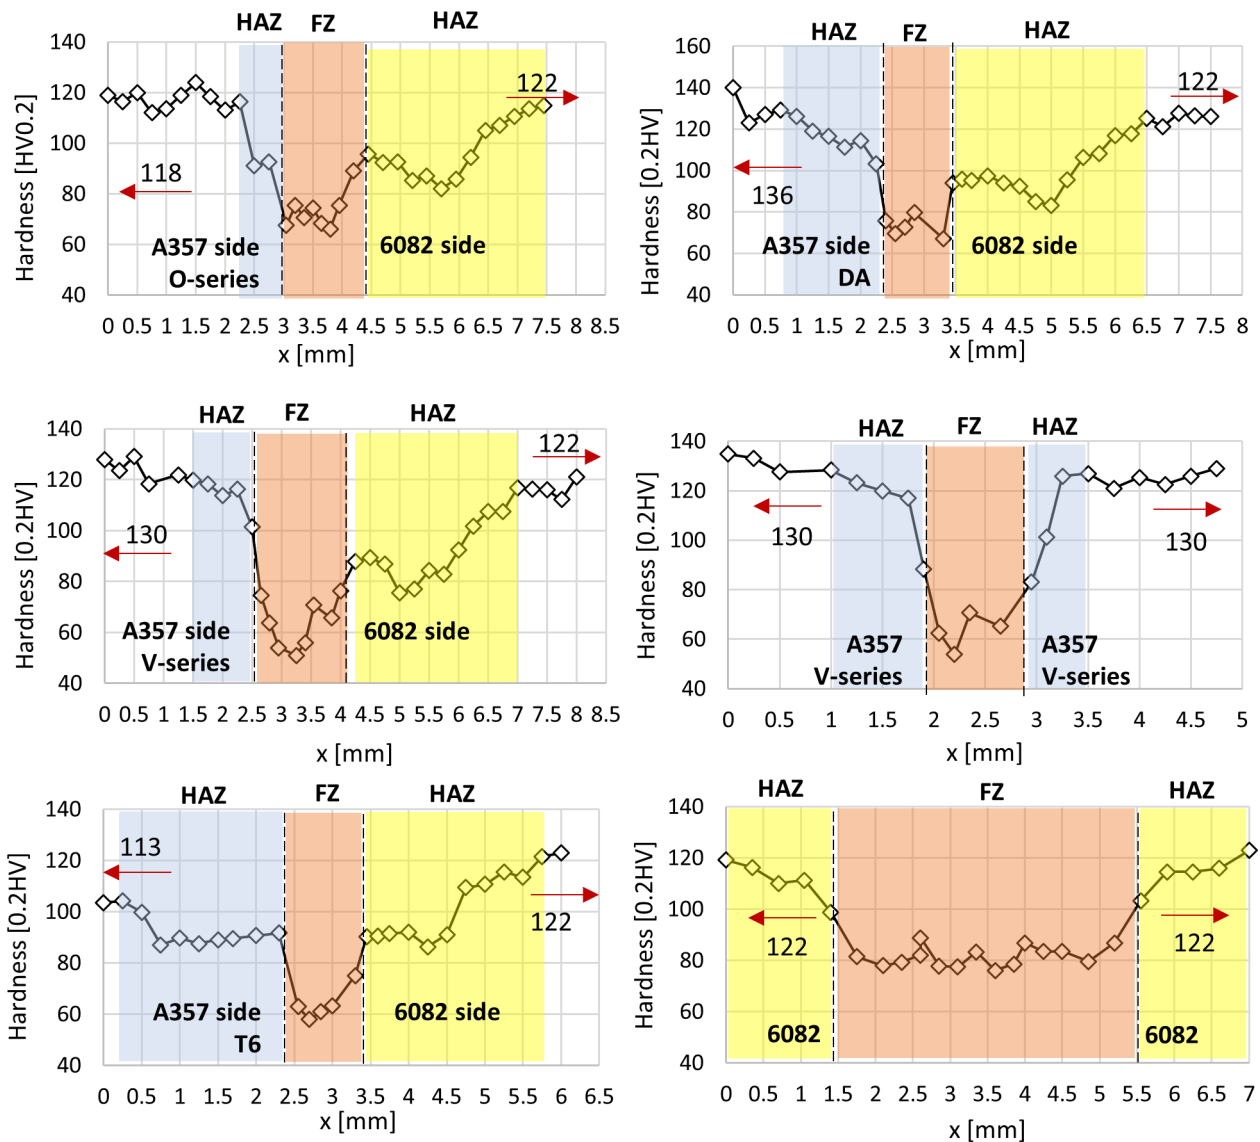 HAZ FZ HAZ
140
120
100
80
60
40
Hardness [HV0.2]
122
118
A357 side
O-series
6082 side
0 0.5 1 1.5 2 2.5 3 3.5 4 4.5 5 5.5 6 6.5 7 7.5 8 8.5
x [mm]
HAZ FZ HAZ
160
140
120
100
80
60
40
Hardness [0.2HV]
122
136
A357 side
DA
6082 side
0 0.5 1 1.5 2 2.5 3 3.5 4 4.5 5 5.5 6 6.5 7 7.5 8
x [mm]
HAZ FZ HAZ
140
120
100
80
60
40
Hardness [0.2HV]
122
130
A357 side
V-series
6082 side
0 0.5 1 1.5 2 2.5 3 3.5 4 4.5 5 5.5 6 6.5 7 7.5 8 8.5
x [mm]
HAZ FZ HAZ
140
120
100
80
60
40
Hardness [0.2HV]
130
130
A357
V-series
A357
V-series
0 0.5 1 1.5 2 2.5 3 3.5 4 4.5 5
x [mm]
HAZ FZ HAZ
140
120
100
80
60
40
Hardness [0.2HV]
113
122
A357 side
T6
6082 side
0 0.5 1 1.5 2 2.5 3 3.5 4 4.5 5 5.5 6 6.5
x [mm]
HAZ FZ HAZ
140
120
100
80
60
40
Hardness [0.2HV]
122
122
6082
6082
0 0.5 1 1.5 2 2.5 3 3.5 4 4.5 5 5.5 6 6.5 7
x [mm]